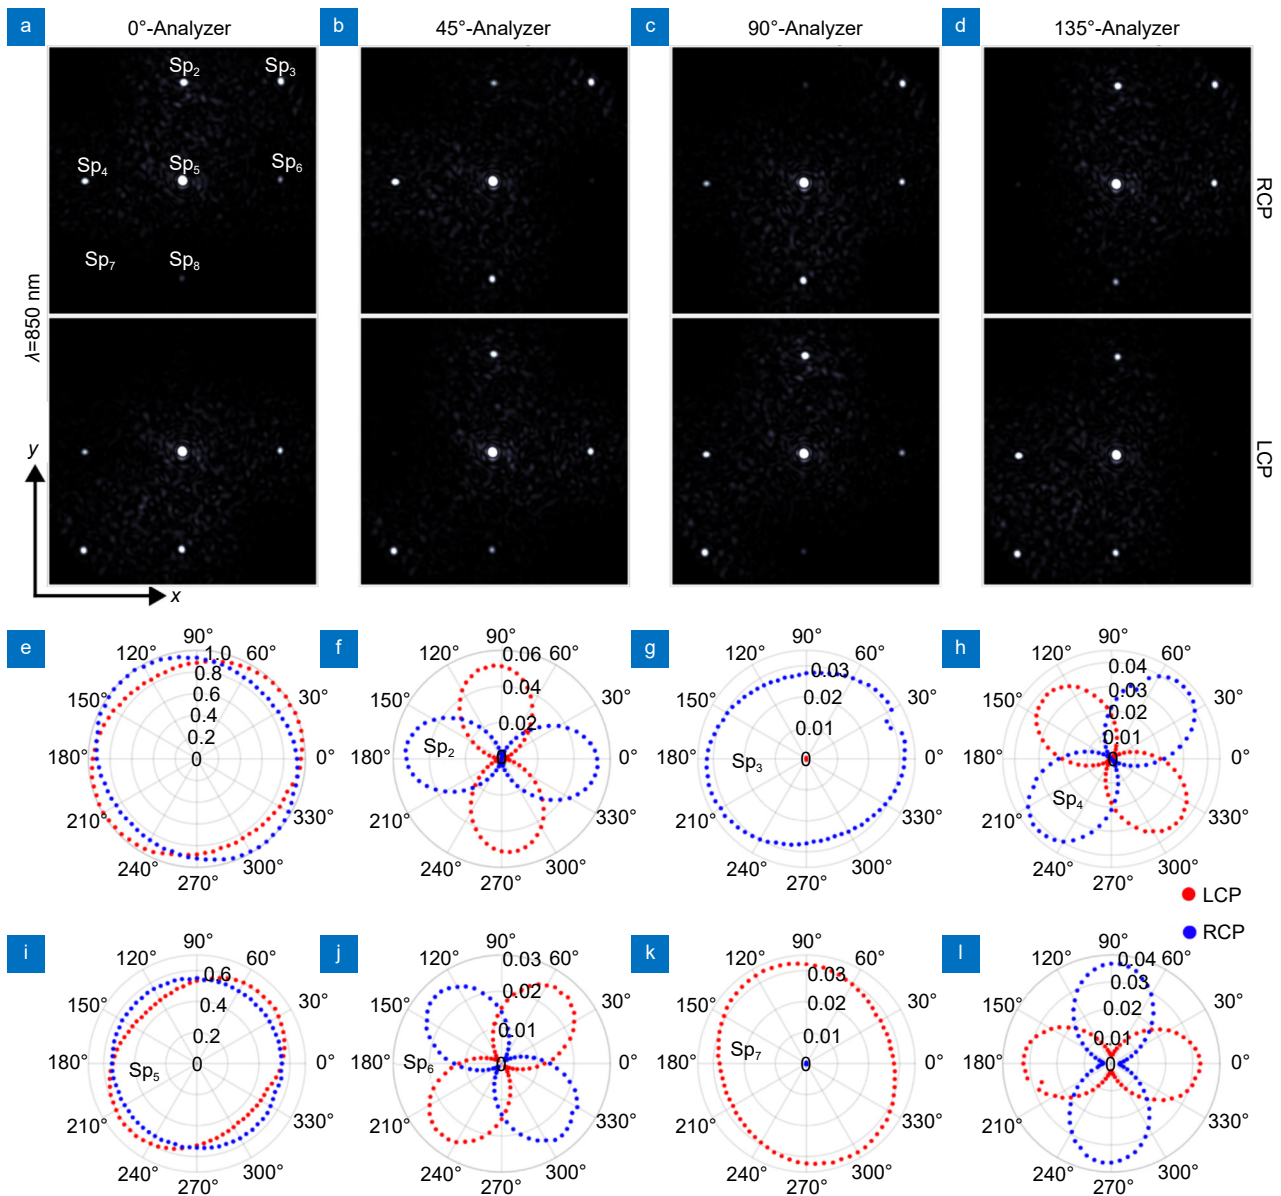 a 0°-Analyzer b 45°-Analyzer c 90°-Analyzer d 135°-Analyzer
Sp2 Sp3
Sp4 Sp5 Sp6
Sp7 Sp8
RCP
λ=850 nm
LCP
y
x
e 90° 120° 60° 1.0 0.8 150° 0.6 30° 0.4 0.2 180° 0 0° 210° 330° 240° 300° 270°
f 90° 120° 0.06 60° 150° 0.04 30° 0.02 Sp2 180° 0 0° 210° 330° 240° 300° 270°
g 90° 120° 60° 0.03 150° 0.02 30° 0.01 180° Sp3 0 0° 210° 330° 240° 300° 270°
h 90° 120° 60° 0.04 0.03 150° 0.02 30° 0.01 180° 0 0° Sp4 210° 330° 240° 300° 270°
LCP
RCP
i 90° 120° 60° 0.6 150° 0.4 30° 0.2 180° Sp5 0 0° 210° 330° 240° 300° 270°
j 90° 120° 0.03 60° 150° 0.02 30° 0.01 180° Sp6 0 0° 210° 330° 240° 300° 270°
k 90° 120° 60° 0.03 150° 0.02 30° 0.01 Sp7 180° 0 0° 210° 330° 240° 300° 270°
l 90° 120° 0.04 60° 0.03 150° 0.02 30° 0.01 180° 0 0° 210° 330° 240° 300° 270°